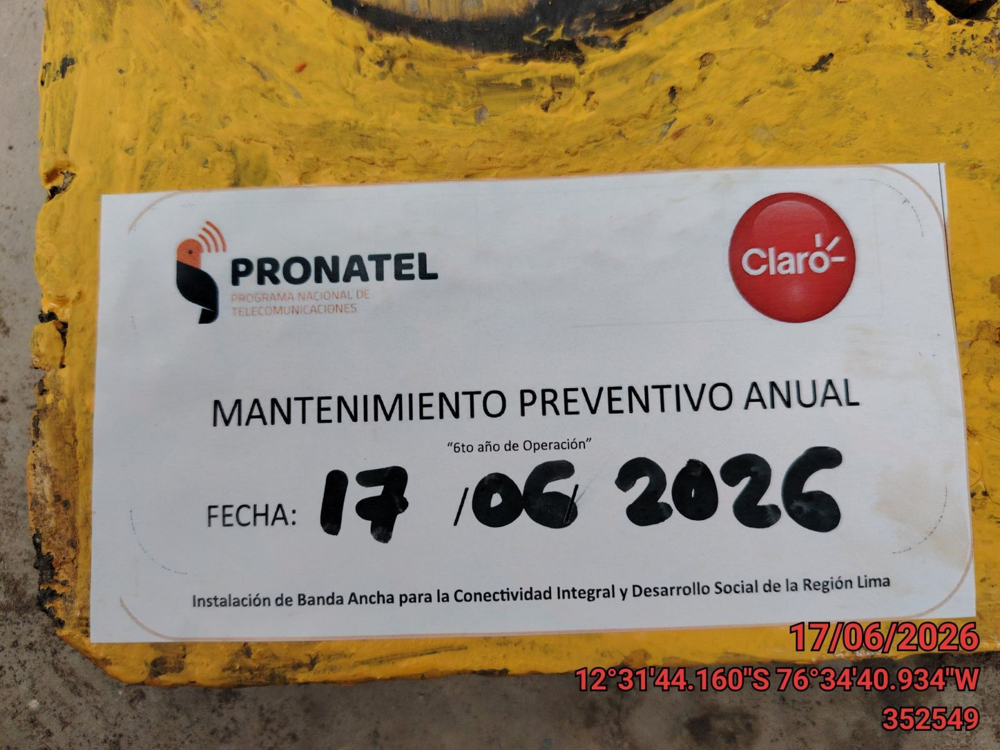 PRONATEL
PROGRAMA NACIONAL DE
TELECOMUNICACIONES
Claro
MANTENIMIENTO PREVENTIVO ANUAL
“6to año de Operación”
FECHA: 17 /06/ 2026
Instalación de Banda Ancha para la Conectividad Integral y Desarrollo Social de la Región Lima
17/06/2026
12°31'44.160"S 76°34'40.934"W
352549